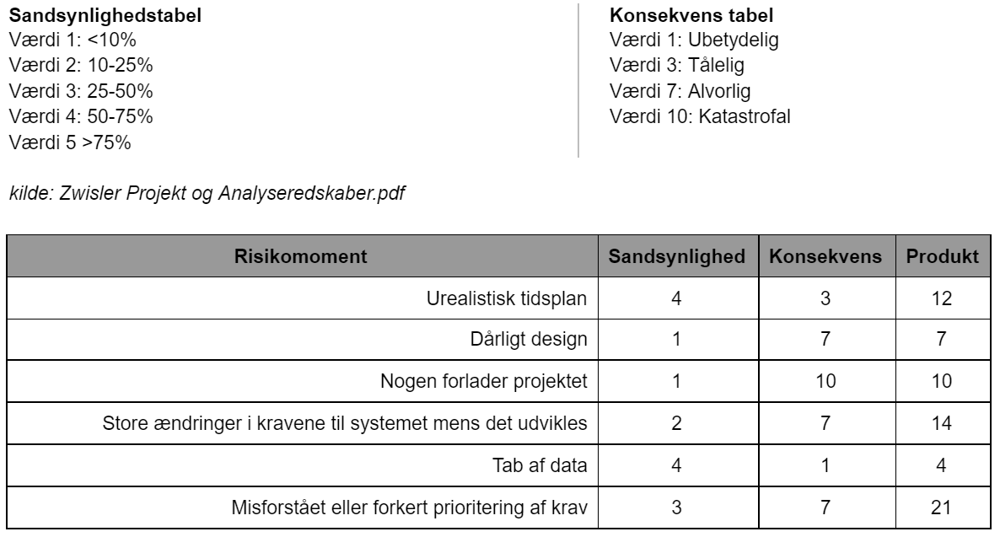 Sandsynlighedstabel
Værdi 1: <10%
Værdi 2: 10-25%
Værdi 3: 25-50%
Værdi 4: 50-75%
Værdi 5 >75%
Konsekvens tabel
Værdi 1: Ubetydelig
Værdi 3: Tålelig
Værdi 7: Alvorlig
Værdi 10: Katastrofal
kilde: Zwisler Projekt og Analyseredskaber.pdf
Risikomoment Sandsynlighed Konsekvens Produkt
Urealistisk tidsplan 4 3 12
Dårligt design 1 7 7
Nogen forlader projektet 1 10 10
Store ændringer i kravene til systemet mens det udvikles 2 7 14
Tab af data 4 1 4
Misforstået eller forkert prioritering af krav 3 7 21